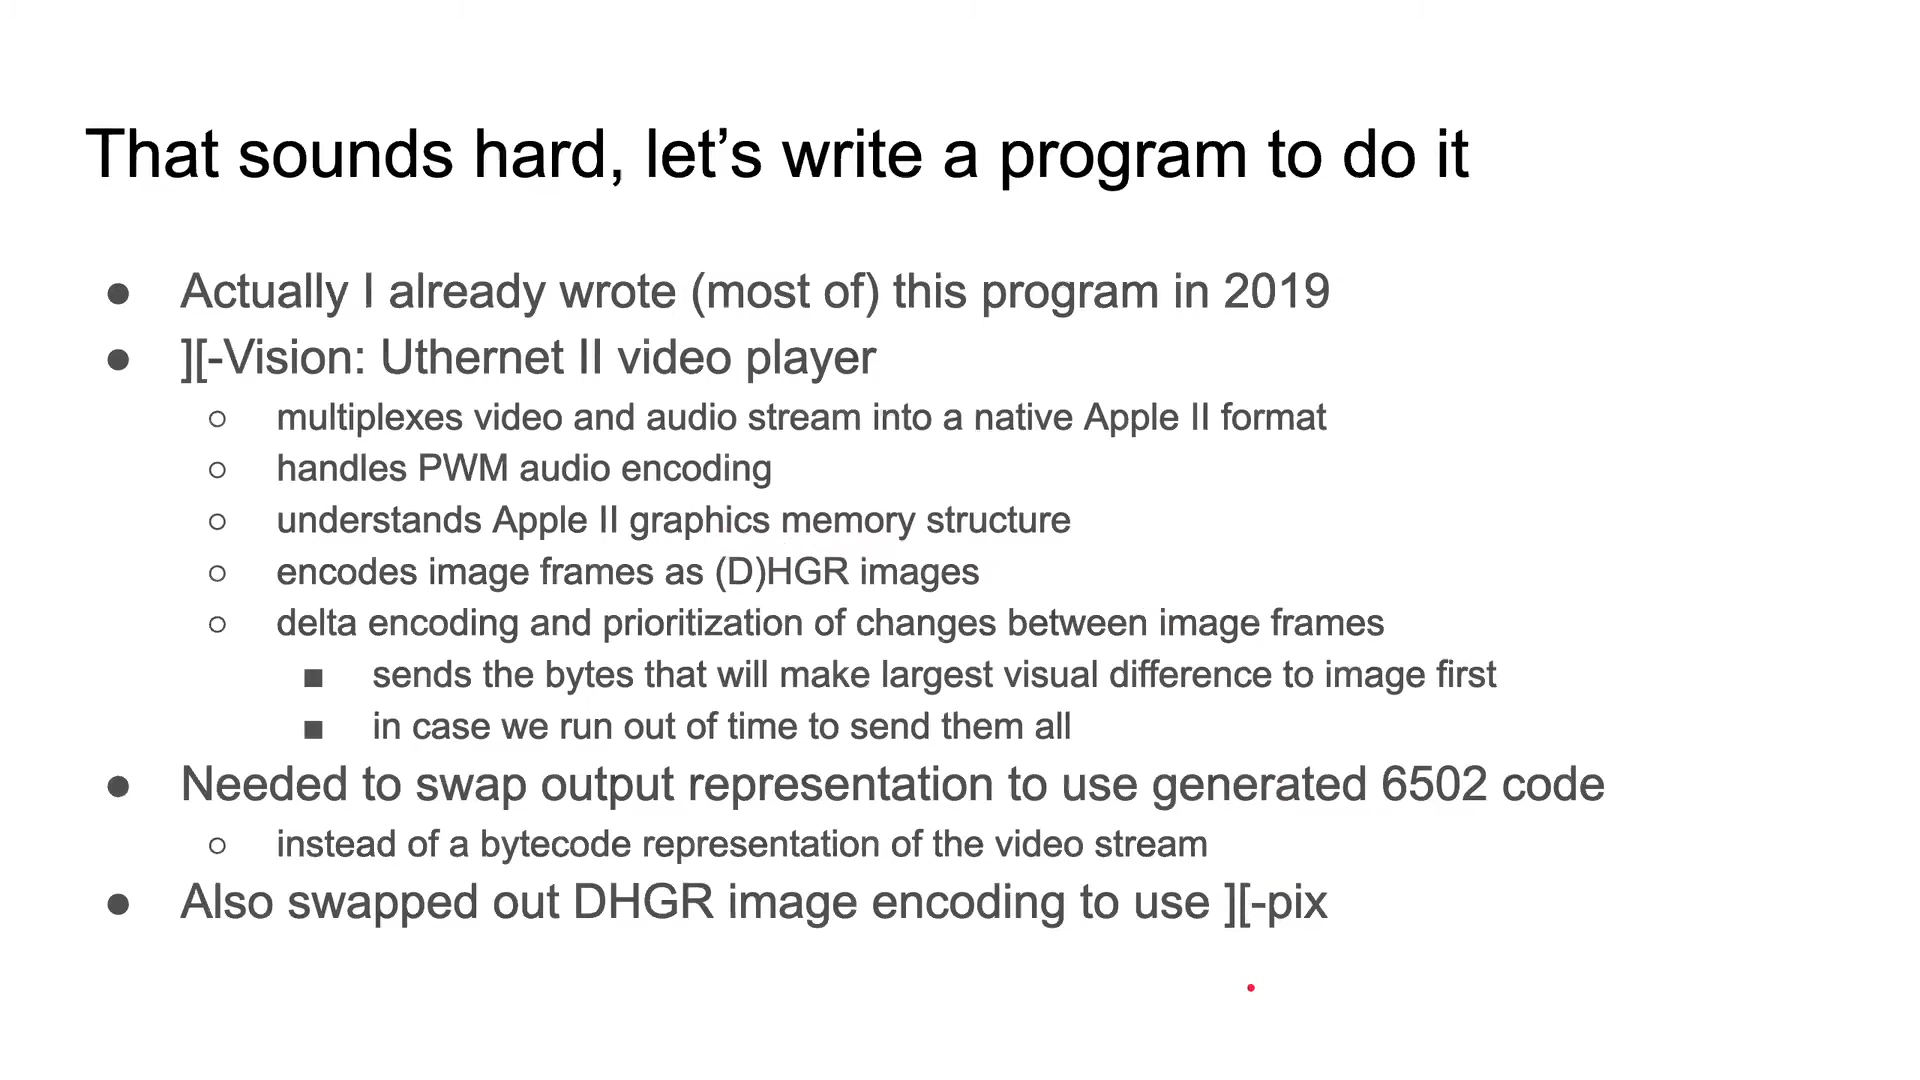 That sounds hard, let’s write a program to do it
● Actually I already wrote (most of) this program in 2019
● ][-Vision: Uthernet II video player
○ multiplexes video and audio stream into a native Apple II format
○ handles PWM audio encoding
○ understands Apple II graphics memory structure
○ encodes image frames as (D)HGR images
○ delta encoding and prioritization of changes between image frames
■ sends the bytes that will make largest visual difference to image first
■ in case we run out of time to send them all
● Needed to swap output representation to use generated 6502 code
○ instead of a bytecode representation of the video stream
● Also swapped out DHGR image encoding to use ][-pix